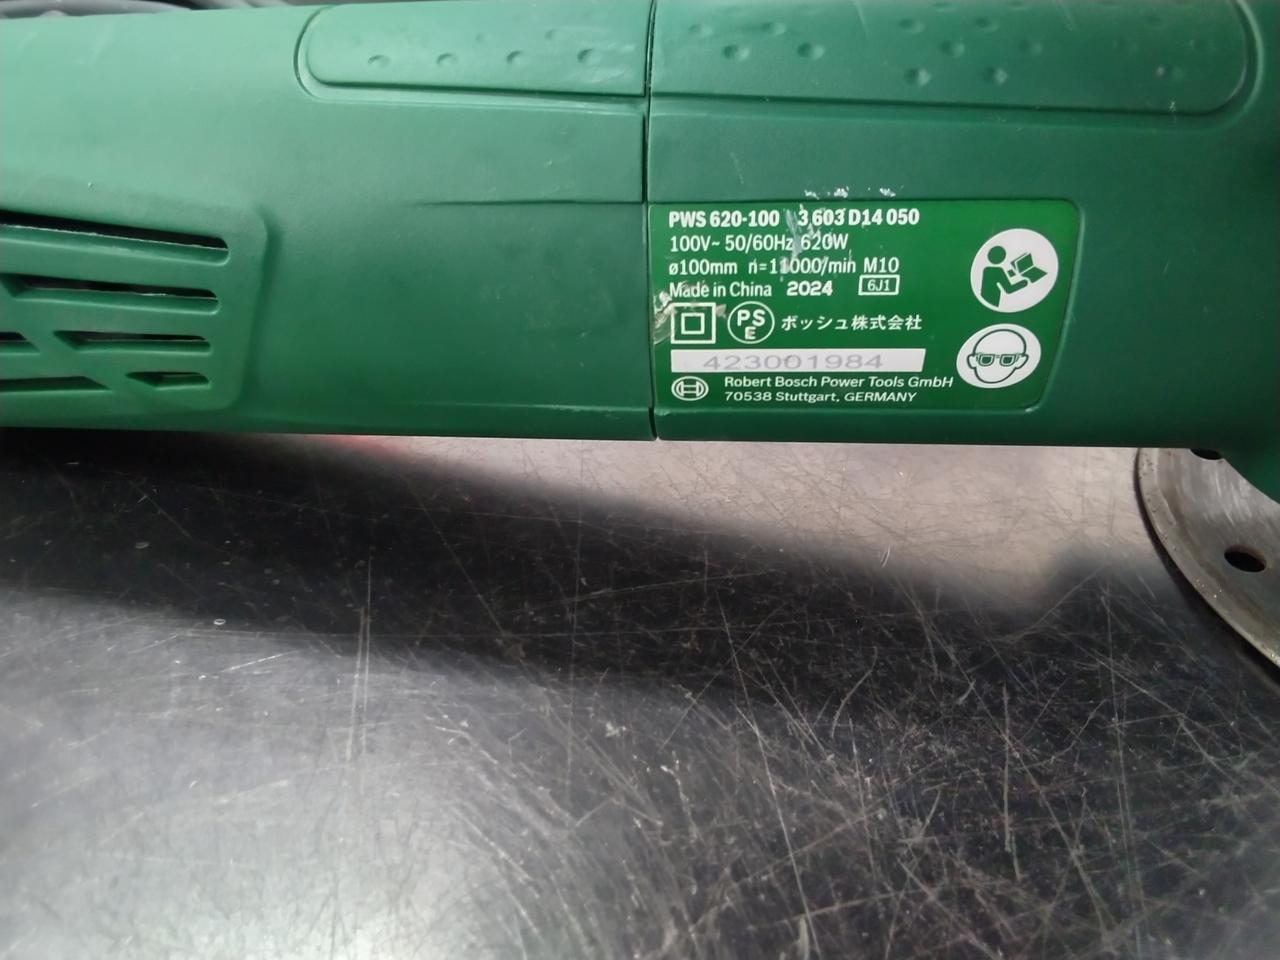 PWS 620-100 3 603 D14 050
100V~ 50/60Hz 620W
ø100mm n=11000/min M10
Made in China 2024 6J1
PS
E
ボッシュ株式会社
423001984
Robert Bosch Power Tools GmbH
70538 Stuttgart, GERMANY